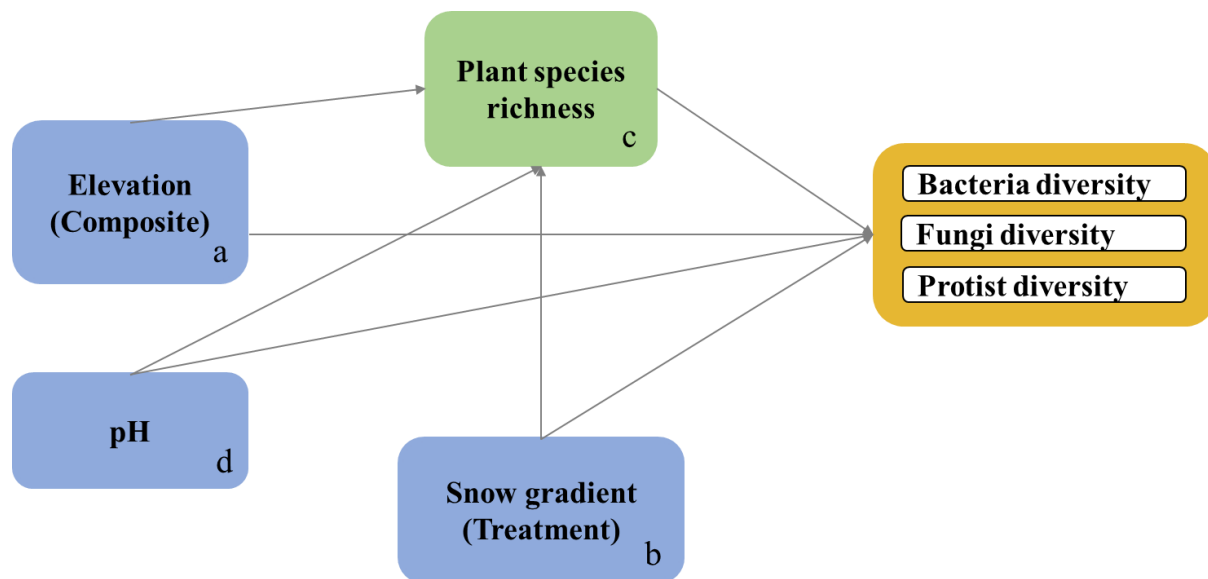 Plant species
richness
c
Elevation
(Composite)
a
Bacteria diversity
Fungi diversity
Protist diversity
pH
d
Snow gradient
(Treatment)
b